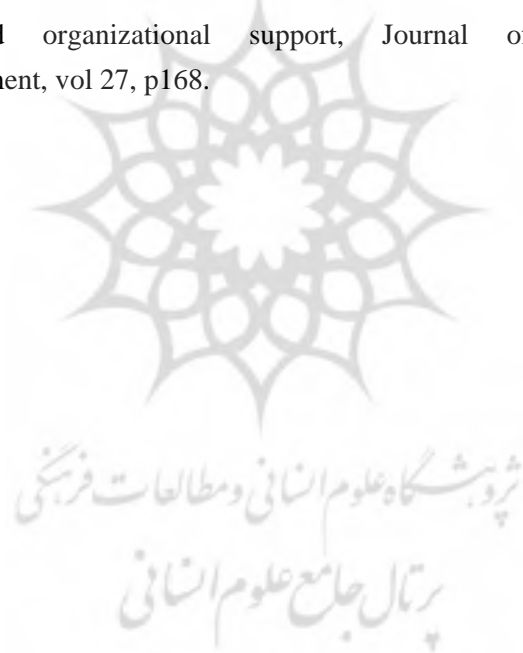 organizational support, Journal of
ment, vol 27, p168.
پژوهشگاه علوم انسانی و مطالعات فرهنگی
پرتال جامع علوم انسانی